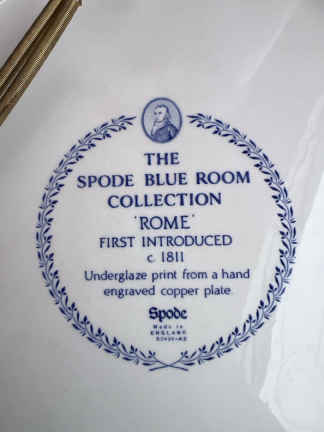 THE
SPODE BLUE ROOM
COLLECTION
'ROME'
FIRST INTRODUCED
c 1811
Underglaze print from a hand
engraved copper plate.
Spode
Made in
ENGLAND